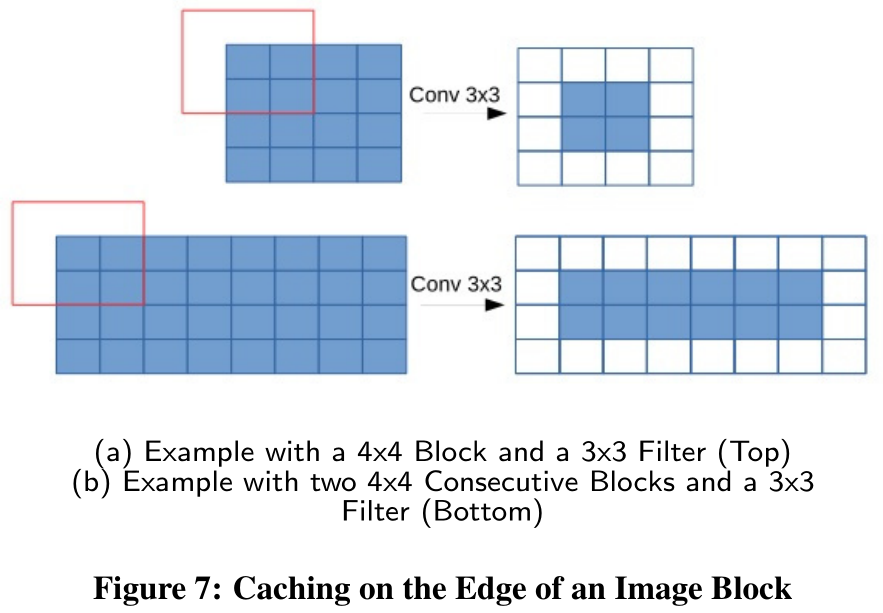 Conv 3x3
Conv 3x3
(a) Example with a 4x4 Block and a 3x3 Filter (Top)
(b) Example with two 4x4 Consecutive Blocks and a 3x3
Filter (Bottom)
Figure 7: Caching on the Edge of an Image Block